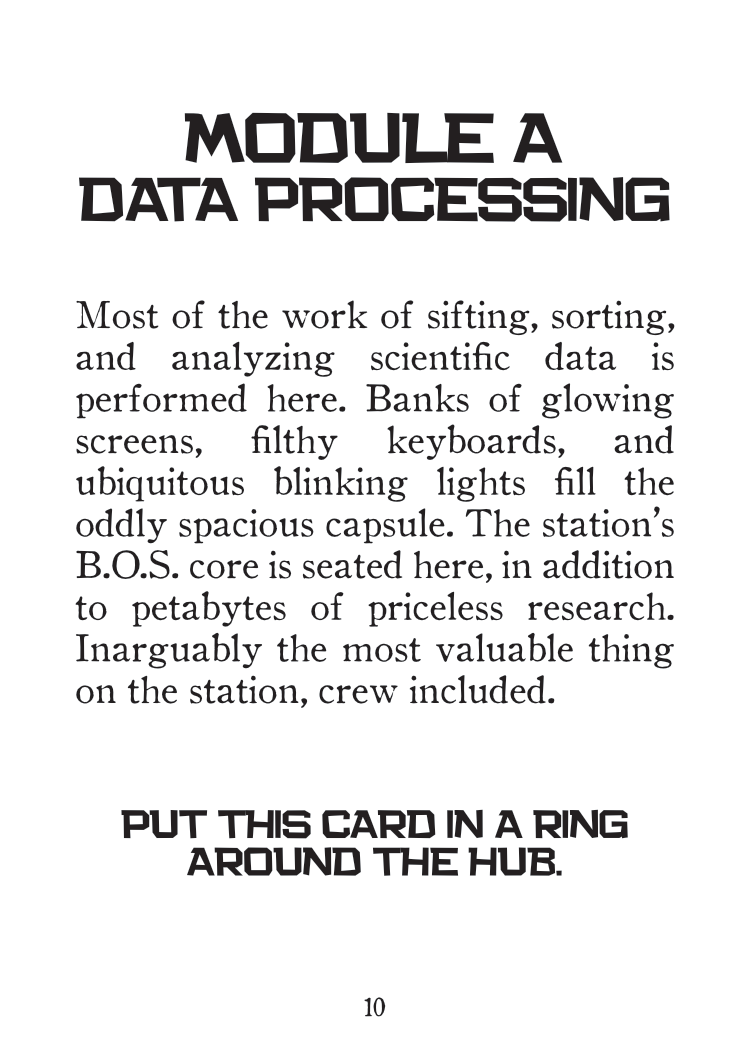 MODULE A
DATA PROCESSING
Most of the work of sifting, sorting,
and analyzing scientific data is
performed here. Banks of glowing
screens, filthy keyboards, and
ubiquitous blinking lights fill the
oddly spacious capsule. The station’s
B.O.S. core is seated here, in addition
to petabytes of priceless research.
Inarguably the most valuable thing
on the station, crew included.
PUT THIS CARD IN A RING
AROUND THE HUB.
10